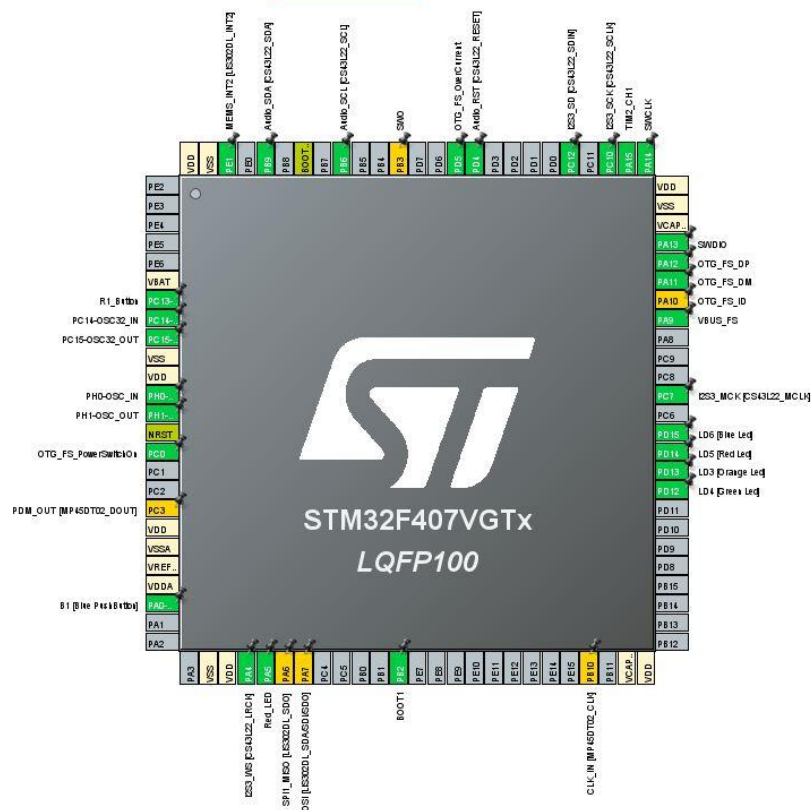 MEMS_INT2 [LIS302DL_INT2]
Audio_SDA [CS43L22_SDA]
Audio_SCL [CS43L22_SCL]
SWO
OTG_FS_OverCurrent
Audio_RST [CS43L22_RESET]
I2S3_SD [CS43L22_SDIN]
I2S3_SCK [CS43L22_SCLK]
TIM2_CH1
SWCLK
VDD
VSS
PE1
PE0
PB9
PB8
BOOT..
PB7
PB6
PB5
PB4
PB3
PD7
PD6
PD5
PD4
PD3
PD2
PD1
PD0
PC12
PC11
PC10
PA15
PA14
PE2
PE3
PE4
PE5
PE6
VBAT
R1_Button PC13-..
PC14-OSC32_IN PC14-..
PC15-OSC32_OUT PC15-..
VSS
VDD
PH0-OSC_IN PH0-..
PH1-OSC_OUT PH1-..
NRST
OTG_FS_PowerSwitchOn PC0
PC1
PC2
PDM_OUT [MP45DT02_DOUT] PC3
VDD
VSSA
VREF..
VDDA
B1 [Blue PushButton] PA0-..
PA1
PA2
STM32F407VGTx
LQFP100
VDD
VSS
VCAP..
PA13 SWDIO
PA12 OTG_FS_DP
PA11 OTG_FS_DM
PA10 OTG_FS_ID
PA9 VBUS_FS
PA8
PC9
PC8
PC7 I2S3_MCK [CS43L22_MCLK]
PC6
PD15 LD6 [Blue Led]
PD14 LD5 [Red Led]
PD13 LD3 [Orange Led]
PD12 LD4 [Green Led]
PD11
PD10
PD9
PD8
PB15
PB14
PB13
PB12
PA3
VSS
VDD
PA4
PA5
PA6
PA7
PC4
PC5
PB0
PB1
PB2
PE7
PE8
PE9
PE10
PE11
PE12
PE13
PE14
PE15
PB10
PB11
VCAP..
VDD
I2S3_WS [CS43L22_LRCK]
Red_LED
SPI1_MISO [LIS302DL_SDO]
OSI [LIS302DL_SDA/SDI/SDO]
BOOT1
CLK_IN [MP45DT02_CLK]